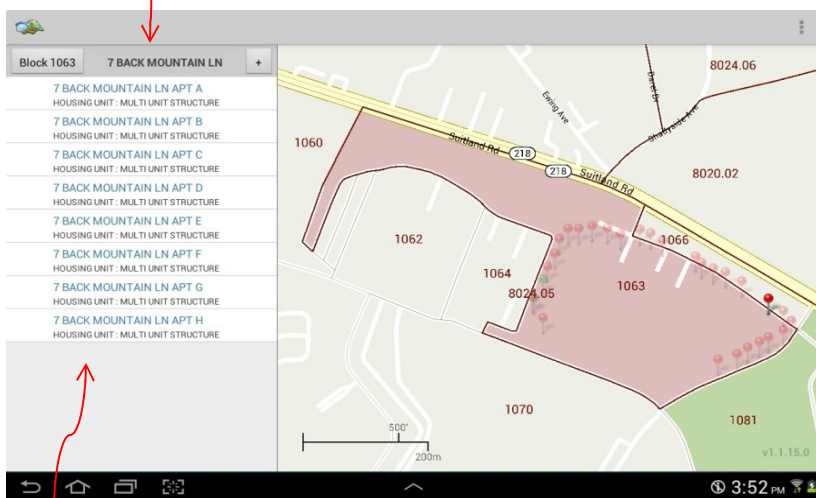 Block 1063
7 BACK MOUNTAIN LN
+
7 BACK MOUNTAIN LN APT A
HOUSING UNIT : MULTI UNIT STRUCTURE
7 BACK MOUNTAIN LN APT B
HOUSING UNIT : MULTI UNIT STRUCTURE
7 BACK MOUNTAIN LN APT C
HOUSING UNIT : MULTI UNIT STRUCTURE
7 BACK MOUNTAIN LN APT D
HOUSING UNIT : MULTI UNIT STRUCTURE
7 BACK MOUNTAIN LN APT E
HOUSING UNIT : MULTI UNIT STRUCTURE
7 BACK MOUNTAIN LN APT F
HOUSING UNIT : MULTI UNIT STRUCTURE
7 BACK MOUNTAIN LN APT G
HOUSING UNIT : MULTI UNIT STRUCTURE
7 BACK MOUNTAIN LN APT H
HOUSING UNIT : MULTI UNIT STRUCTURE
8024.06
Darel Dr
Ewing Ave
Shadyside Ave
1060
Suitland Rd
218
218
Suitland Rd
8020.02
1062
1066
1064
1063
8024.05
1070
1081
500'
200m
v1.1.15.0
3:52 PM